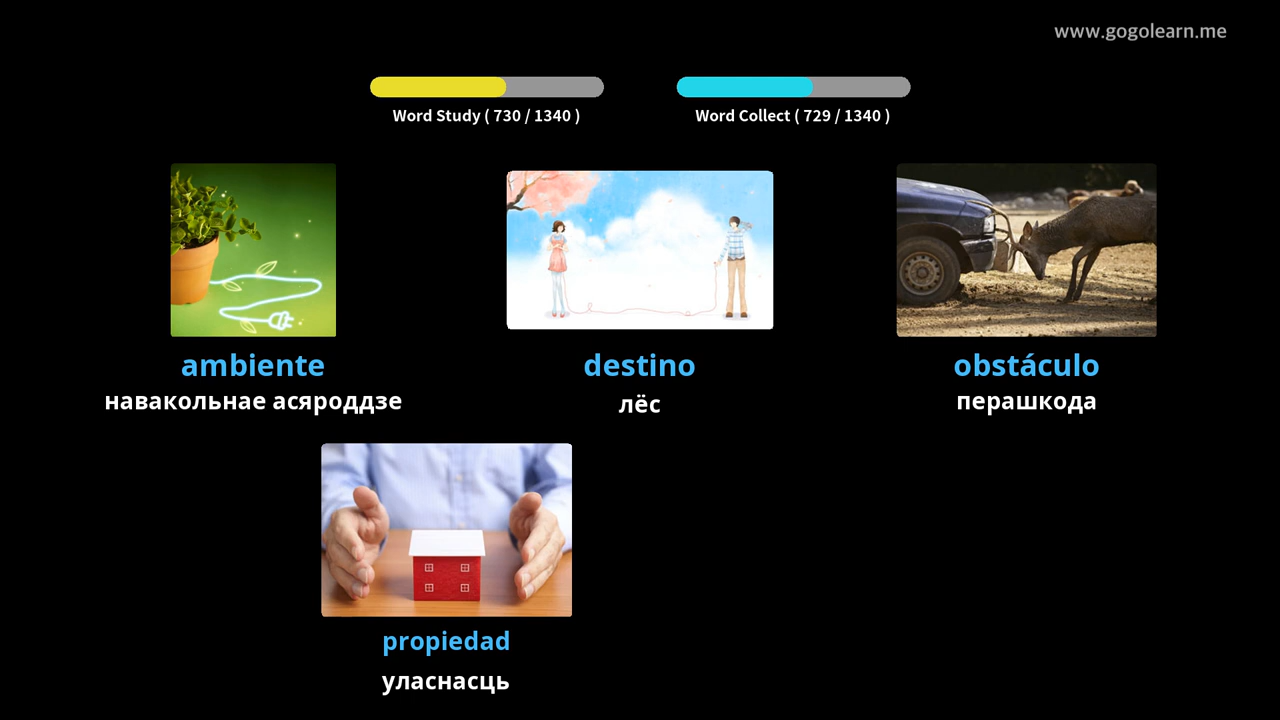 www.gogolearn.me
Word Study ( 730 / 1340 )
Word Collect ( 729 / 1340 )
ambiente
навакольнае асяроддзе
destino
лёс
obstáculo
перашкода
propiedad
уласнасць